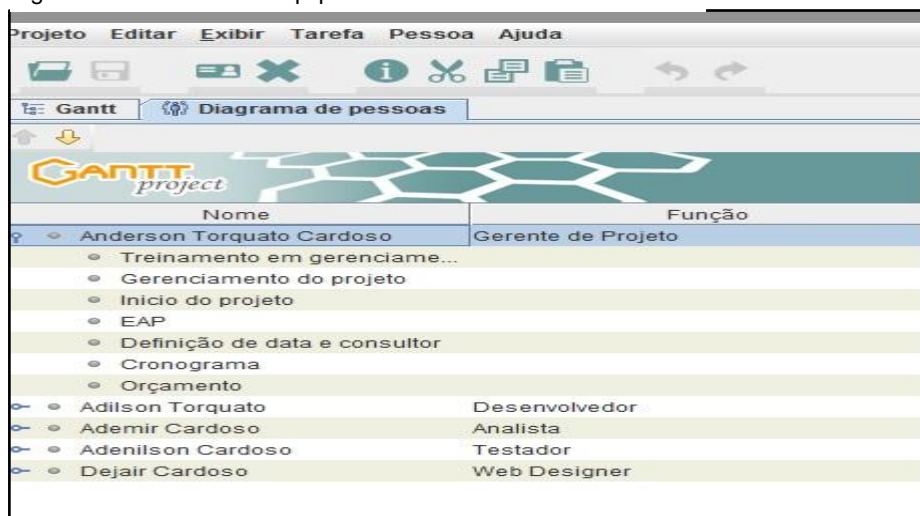 Projeto Editar Exibir Tarefa Pessoa Ajuda
Gantt Diagrama de pessoas
GANTT
project
Nome Função
Anderson Torquato Cardoso Gerente de Projeto
Treinamento em gerenciame...
Gerenciamento do projeto
Inicio do projeto
EAP
Definição de data e consultor
Cronograma
Orçamento
Adilson Torquato Desenvolvedor
Ademir Cardoso Analista
Adenilson Cardoso Testador
Dejair Cardoso Web Designer